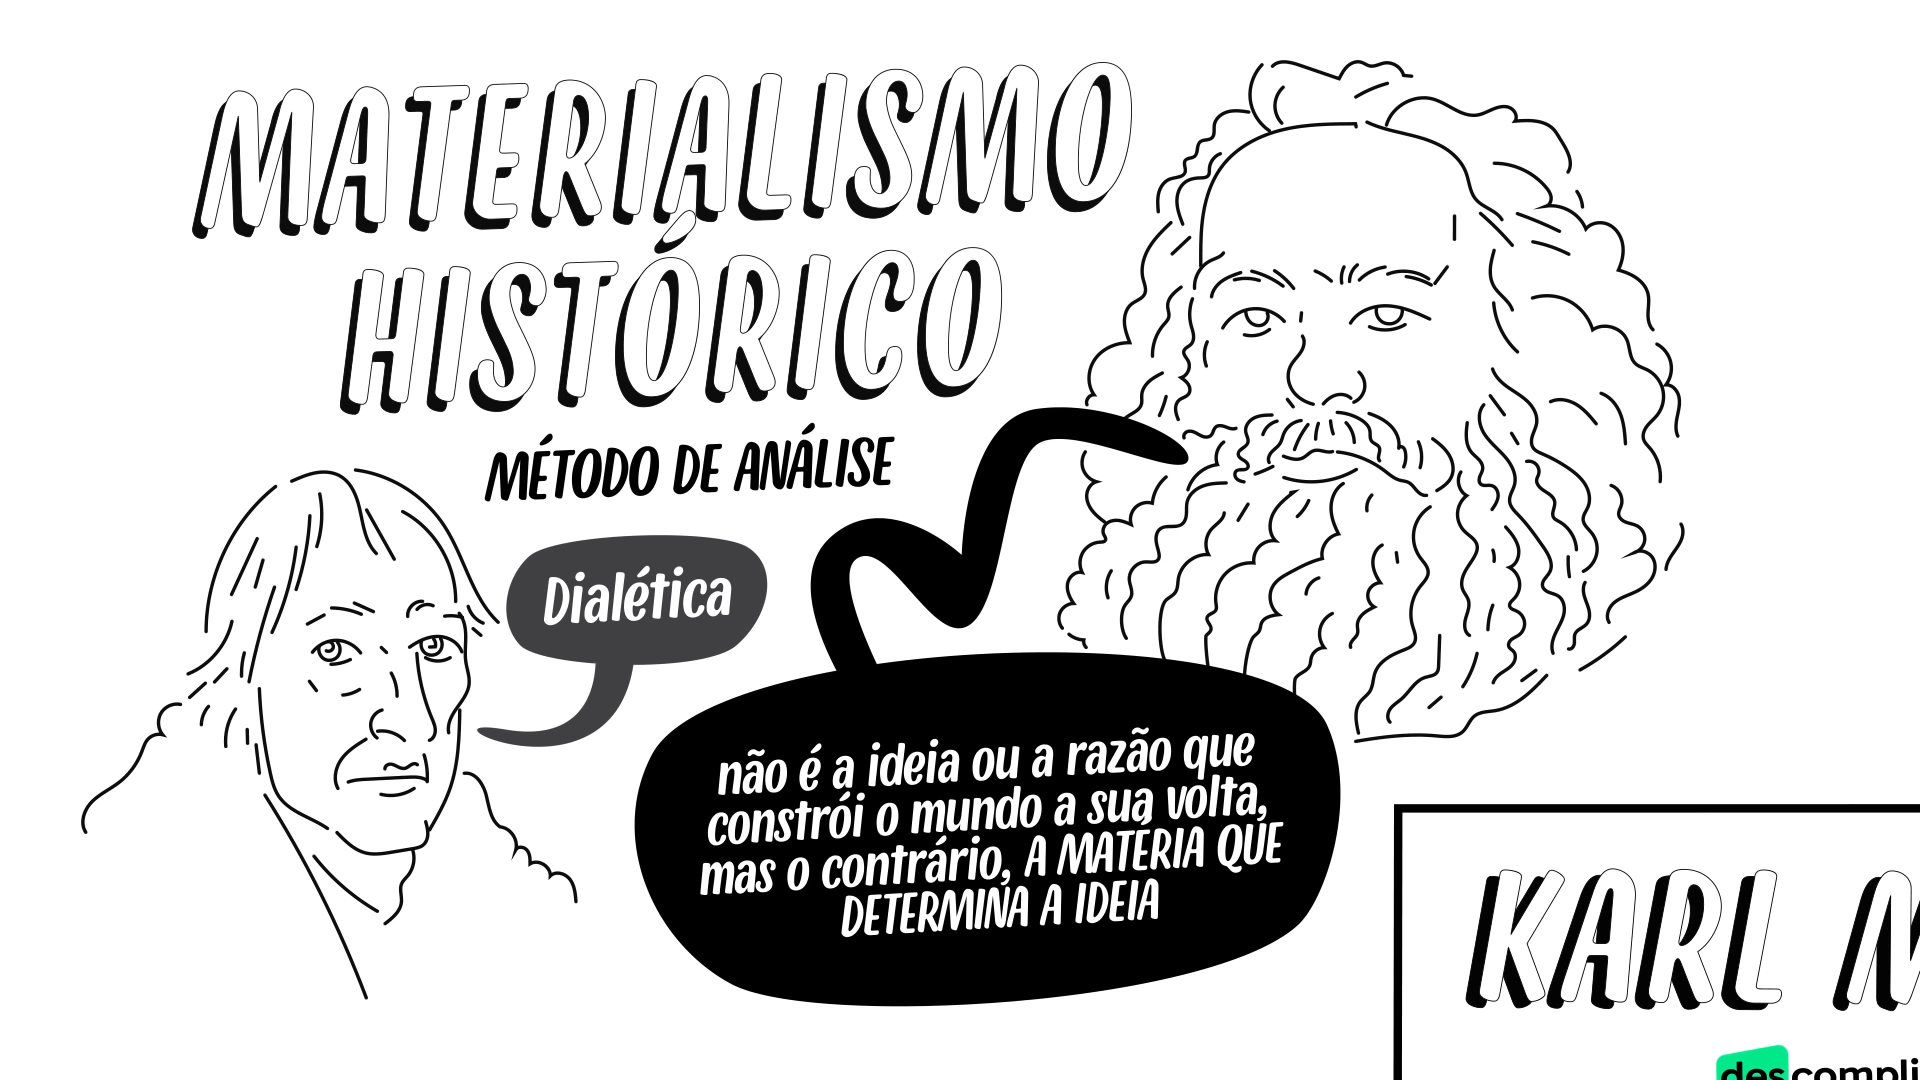 MATERIALISMO
HISTÓRICO
MÉTODO DE ANÁLISE
Dialética
não é a ideia ou a razão que
constrói o mundo a sua volta,
mas o contrário, A MATÉRIA QUE
DETERMINA A IDEIA
KARL